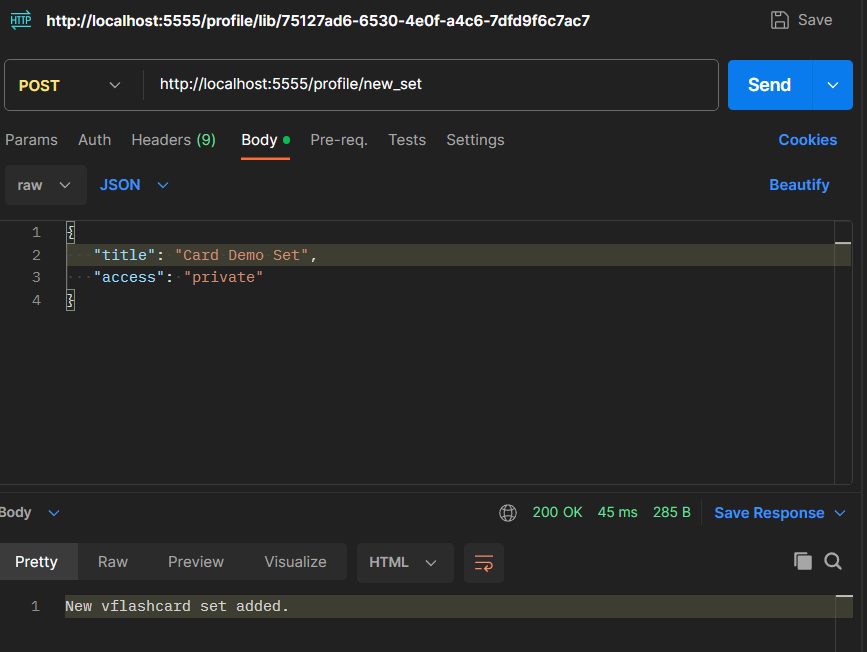 HTTP http://localhost:5555/profile/lib/75127ad6-6530-4e0f-a4c6-7dfd9f6c7ac7 Save
POST http://localhost:5555/profile/new_set Send
Params Auth Headers (9) Body Pre-req. Tests Settings Cookies
raw JSON Beautify
1 {
2 "title": "Card Demo Set",
3 "access": "private"
4 }
Body 200 OK 45 ms 285 B Save Response
Pretty Raw Preview Visualize HTML
1 New vflashcard set added.